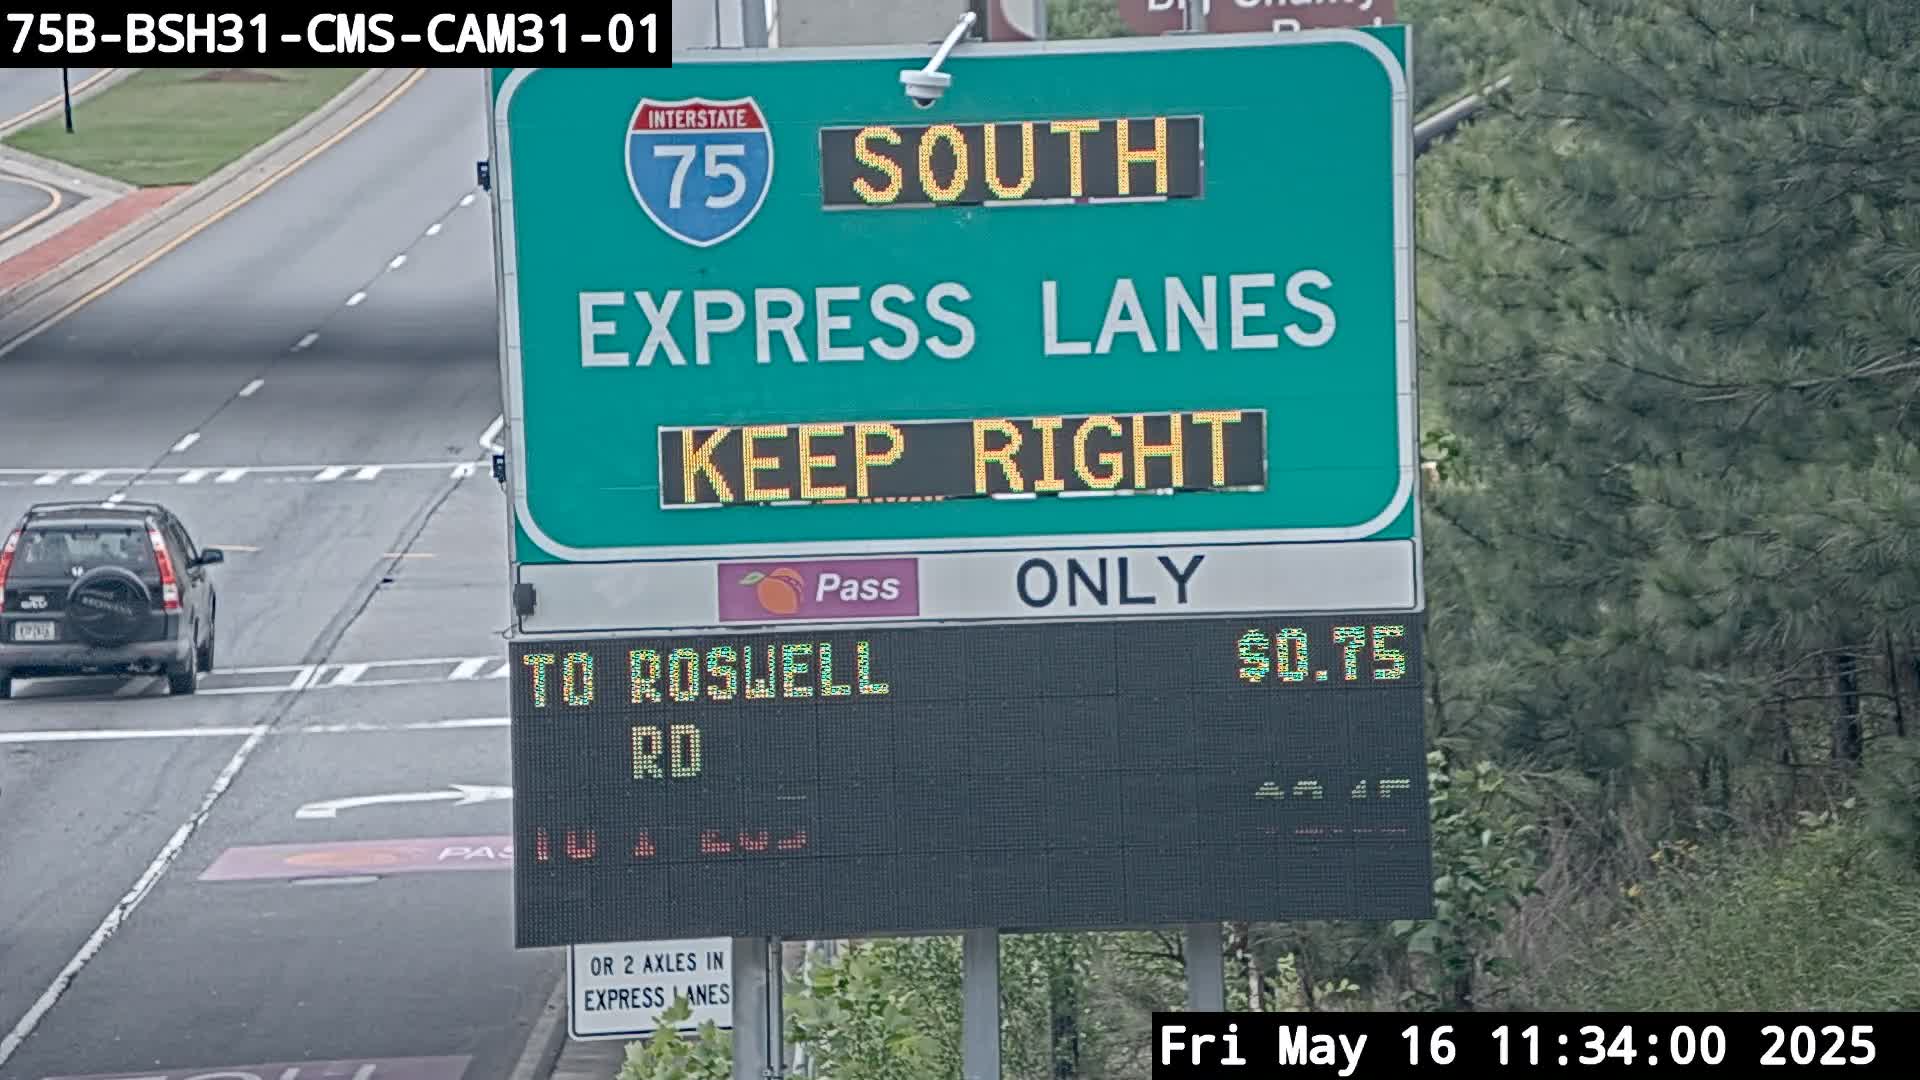 75B-BSH31-CMS-CAM31-01
INTERSTATE
75
SOUTH
EXPRESS LANES
KEEP RIGHT
Pass ONLY
TO ROSWELL $0.75
RD
HONDA
OR 2 AXLES IN
EXPRESS LANES
Fri May 16 11:34:00 2025